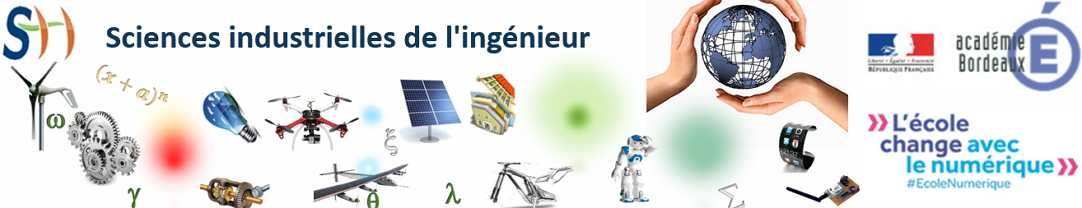 SII
Sciences industrielles de l'ingénieur
(x + a)ⁿ
ω
γ
ξ
θ
λ
Σ
Liberté • Égalité • Fraternité
RÉPUBLIQUE FRANÇAISE
académie
Bordeaux
É
L'école
change avec
le numérique
#EcoleNumerique